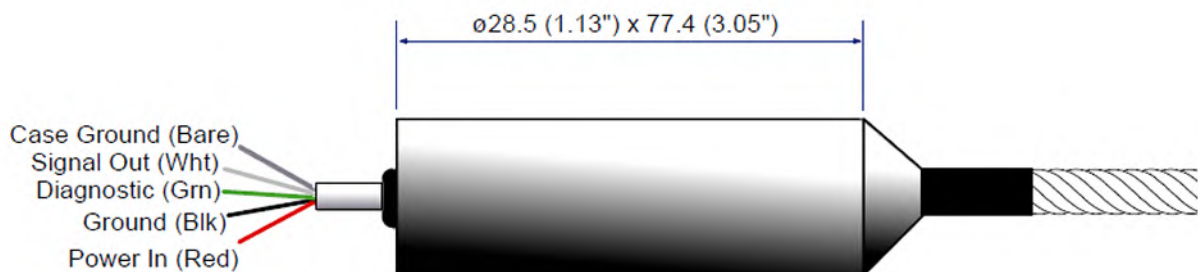 ø28.5 (1.13") x 77.4 (3.05")
Case Ground (Bare)
Signal Out (Wht)
Diagnostic (Grn)
Ground (Blk)
Power In (Red)